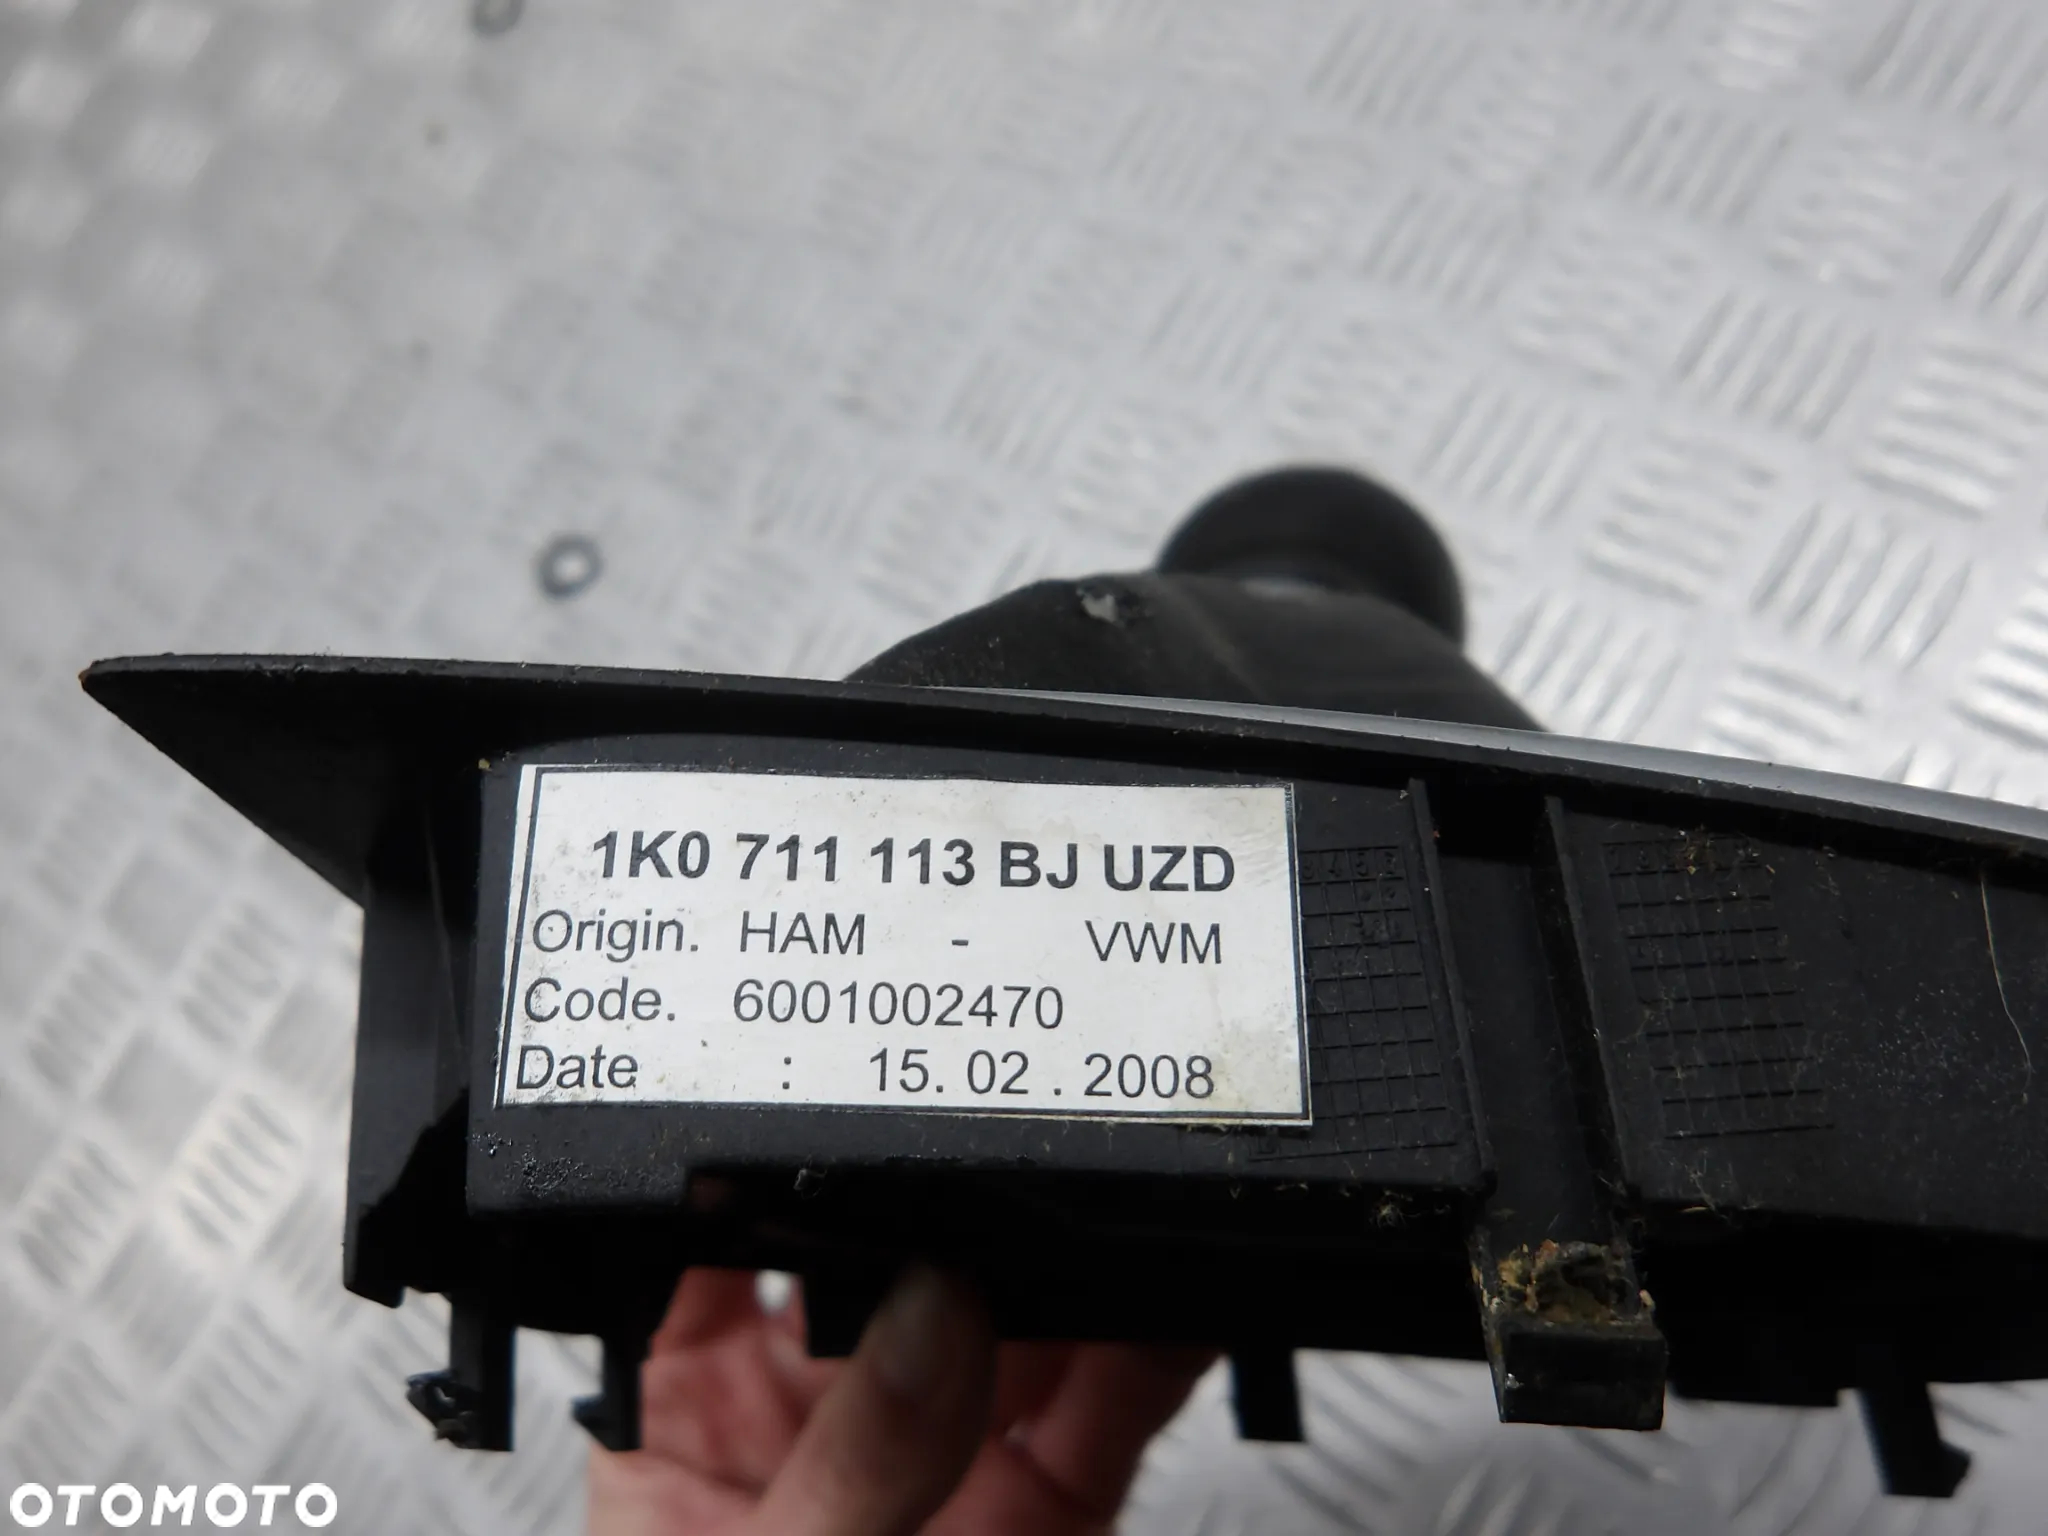 1K0 711 113 BJ UZD
Origin. HAM - VWM
Code. 6001002470
Date : 15. 02 . 2008
OTOMOTO